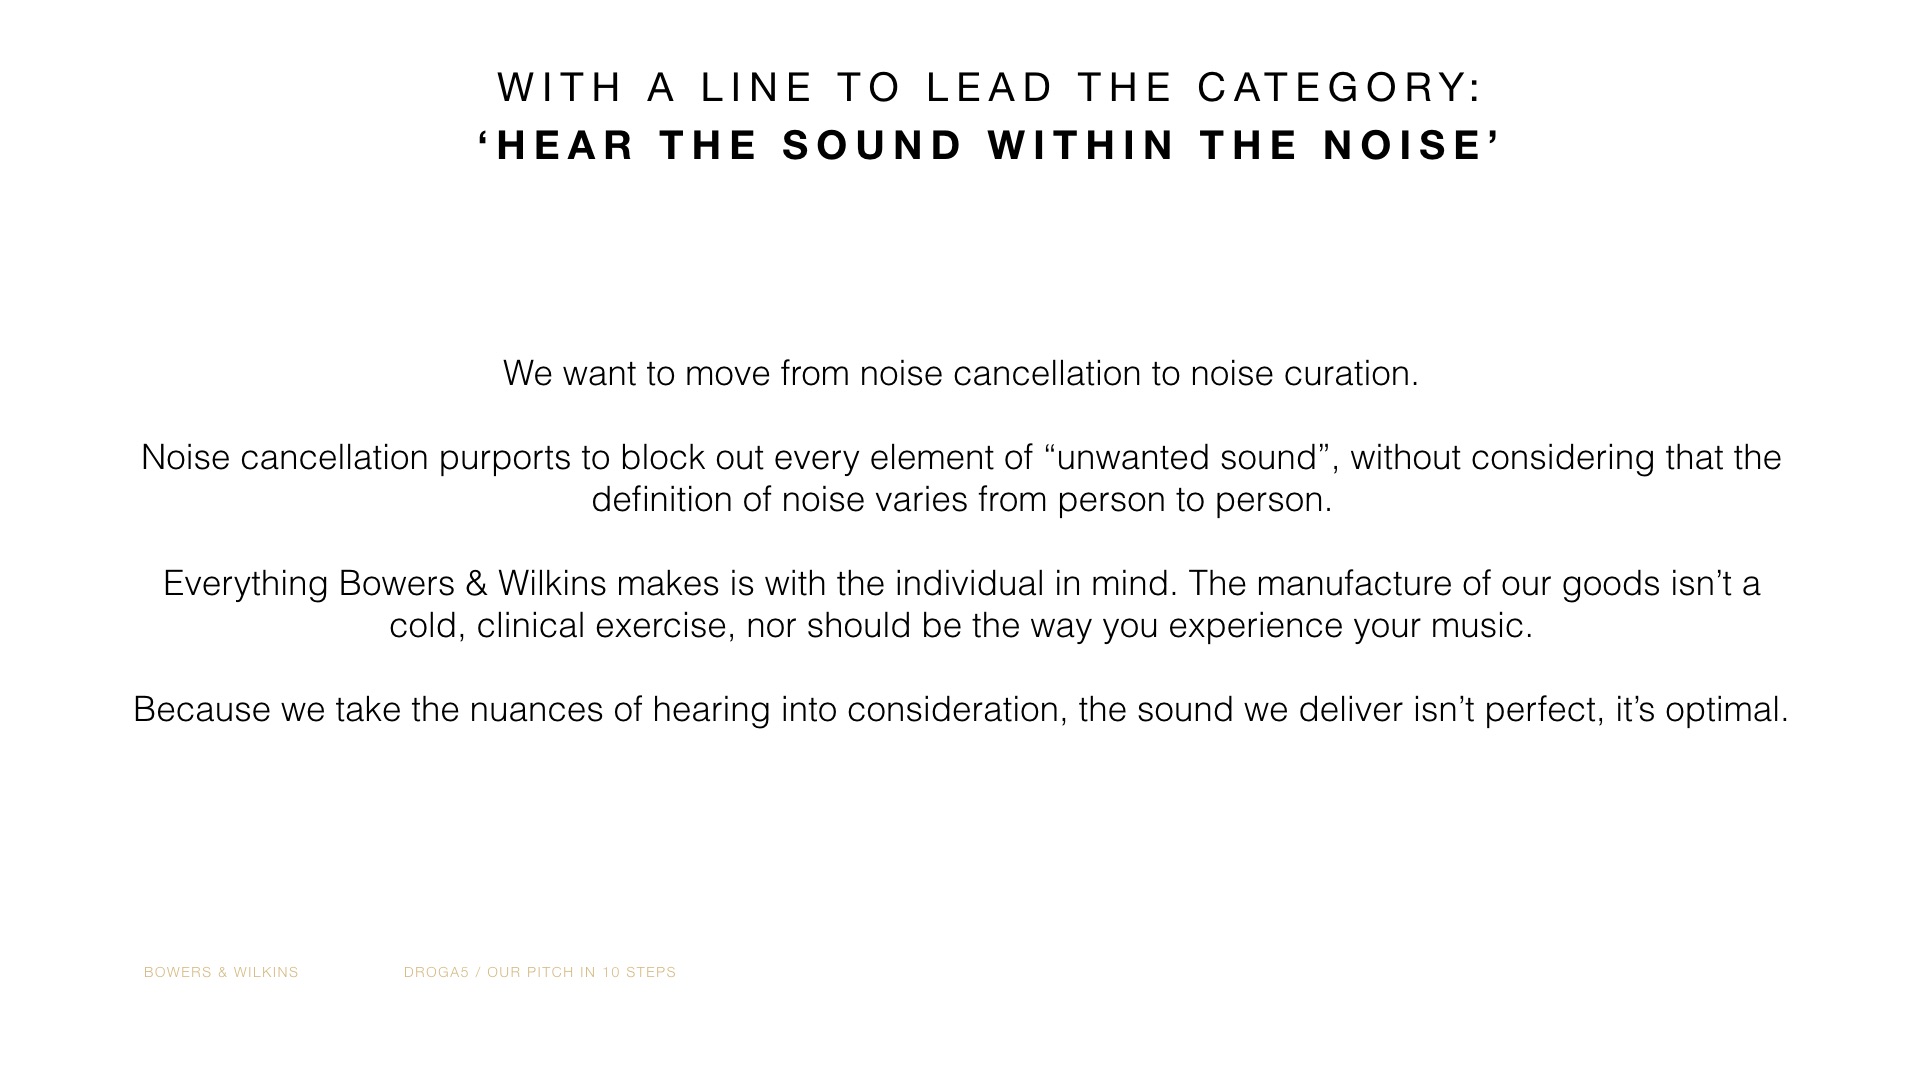 WITH A LINE TO LEAD THE CATEGORY:
‘HEAR THE SOUND WITHIN THE NOISE’
We want to move from noise cancellation to noise curation.
Noise cancellation purports to block out every element of “unwanted sound”, without considering that the
definition of noise varies from person to person.
Everything Bowers & Wilkins makes is with the individual in mind. The manufacture of our goods isn’t a
cold, clinical exercise, nor should be the way you experience your music.
Because we take the nuances of hearing into consideration, the sound we deliver isn’t perfect, it’s optimal.
BOWERS & WILKINS
DROGA5 / OUR PITCH IN 10 STEPS